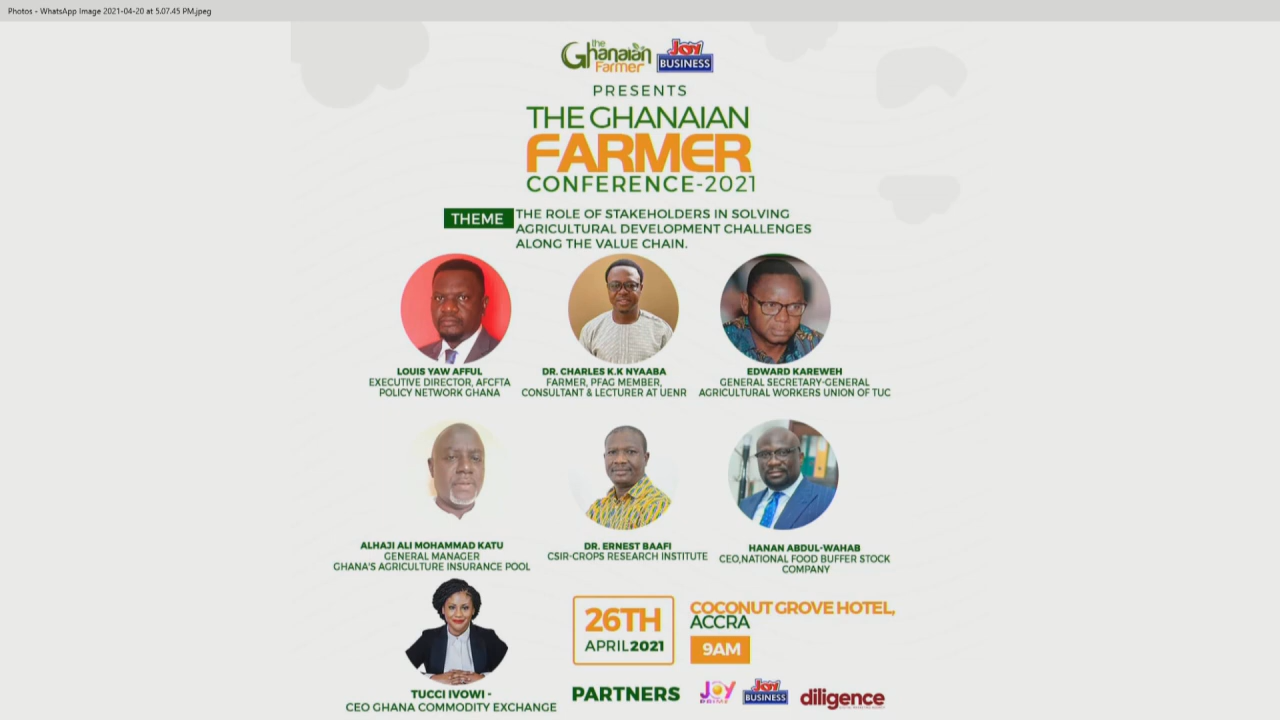 Photos - WhatsApp Image 2021-04-20 at 5.07.45 PM.jpeg
the
Ghanaian
Farmer
JOY
BUSINESS
PRESENTS
THE GHANAIAN
FARMER
CONFERENCE-2021
THEME
THE ROLE OF STAKEHOLDERS IN SOLVING
AGRICULTURAL DEVELOPMENT CHALLENGES
ALONG THE VALUE CHAIN.
LOUIS YAW AFFUL
EXECUTIVE DIRECTOR, AFCFTA
POLICY NETWORK GHANA
DR. CHARLES K.K NYAABA
FARMER, PFAG MEMBER,
CONSULTANT & LECTURER AT UENR
EDWARD KAREWEH
GENERAL SECRETARY-GENERAL
AGRICULTURAL WORKERS UNION OF TUC
ALHAJI ALI MOHAMMAD KATU
GENERAL MANAGER
GHANA'S AGRICULTURE INSURANCE POOL
DR. ERNEST BAAFI
CSIR-CROPS RESEARCH INSTITUTE
HANAN ABDUL-WAHAB
CEO,NATIONAL FOOD BUFFER STOCK
COMPANY
TUCCI IVOWI -
CEO GHANA COMMODITY EXCHANGE
26TH
APRIL 2021
COCONUT GROVE HOTEL,
ACCRA
9AM
PARTNERS
JOY
PRIME
JOY
BUSINESS
diligence